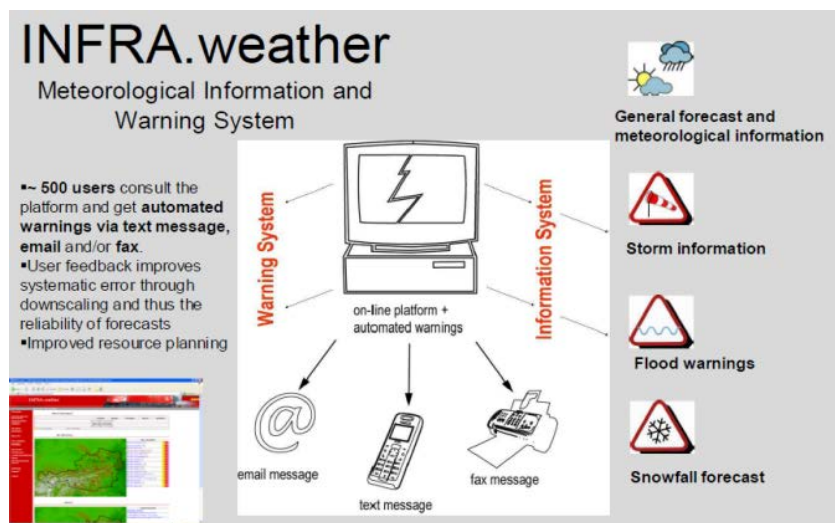 INFRA.weather
Meteorological Information and
Warning System
▪~ 500 users consult the
platform and get automated
warnings via text message,
email and/or fax.
▪User feedback improves
systematic error through
downscaling and thus the
reliability of forecasts
▪Improved resource planning
Warning System
Information System
on-line platform +
automated warnings
email message
text message
fax message
General forecast and
meteorological information
Storm information
Flood warnings
Snowfall forecast